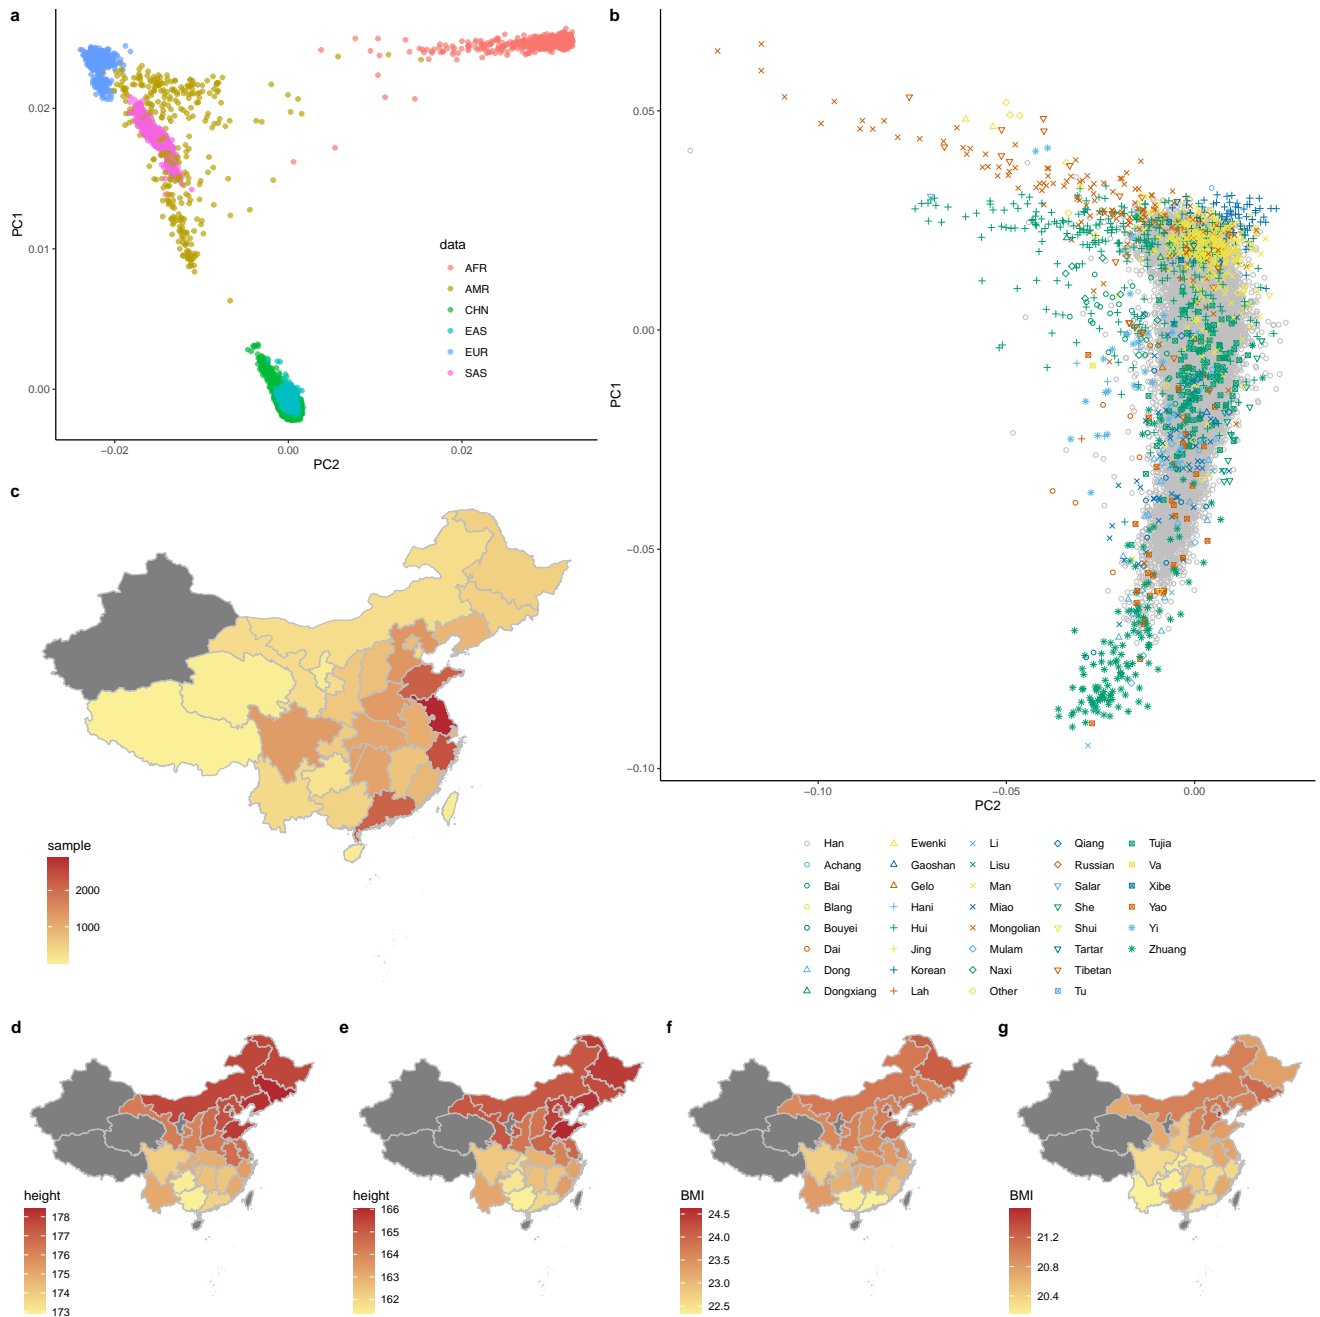 a
PC1
0.02
0.01
0.00
−0.02
0.00
0.02
PC2
data
AFR
AMR
CHN
EAS
EUR
SAS
b
PC1
0.05
0.00
−0.05
−0.10
−0.10
−0.05
0.00
PC2
Han
Achang
Bai
Blang
Bouyei
Dai
Dong
Dongxiang
Ewenki
Gaoshan
Gelo
Hani
Hui
Jing
Korean
Lah
Li
Lisu
Man
Miao
Mongolian
Mulam
Naxi
Other
Qiang
Russian
Salar
She
Shui
Tartar
Tibetan
Tu
Tujia
Va
Xibe
Yao
Yi
Zhuang
c
sample
2000
1000
d
height
178
177
176
175
174
173
e
height
166
165
164
163
162
f
BMI
24.5
24.0
23.5
23.0
22.5
g
BMI
21.2
20.8
20.4